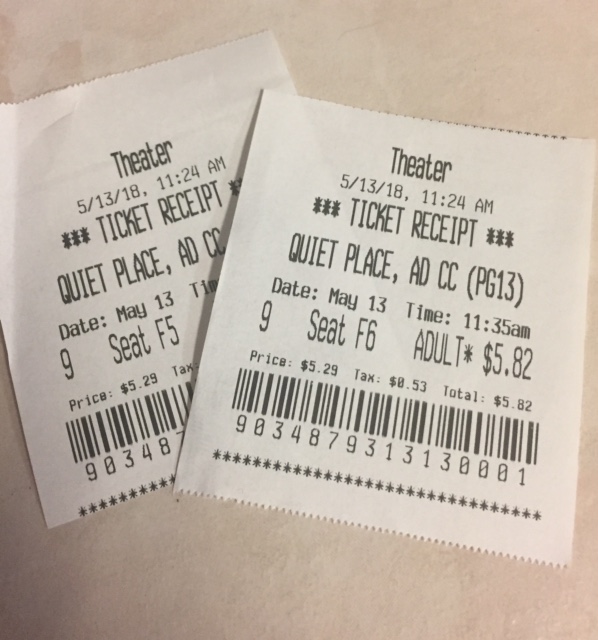 Theater
5/13/18, 11:24 AM
*** TICKET RECEIPT
QUIET PLACE, AD CC
Date: May 13
9 Seat F5
Price: $5.29 Tax
90348
Theater
5/13/18, 11:24 AM
*** TICKET RECEIPT ***
QUIET PLACE, AD CC (PG13)
Date: May 13 Time: 11:35am
9 Seat F6 ADULT* $5.82
Price: $5.29 Tax: $0.53 Total: $5.82
9034879313130001